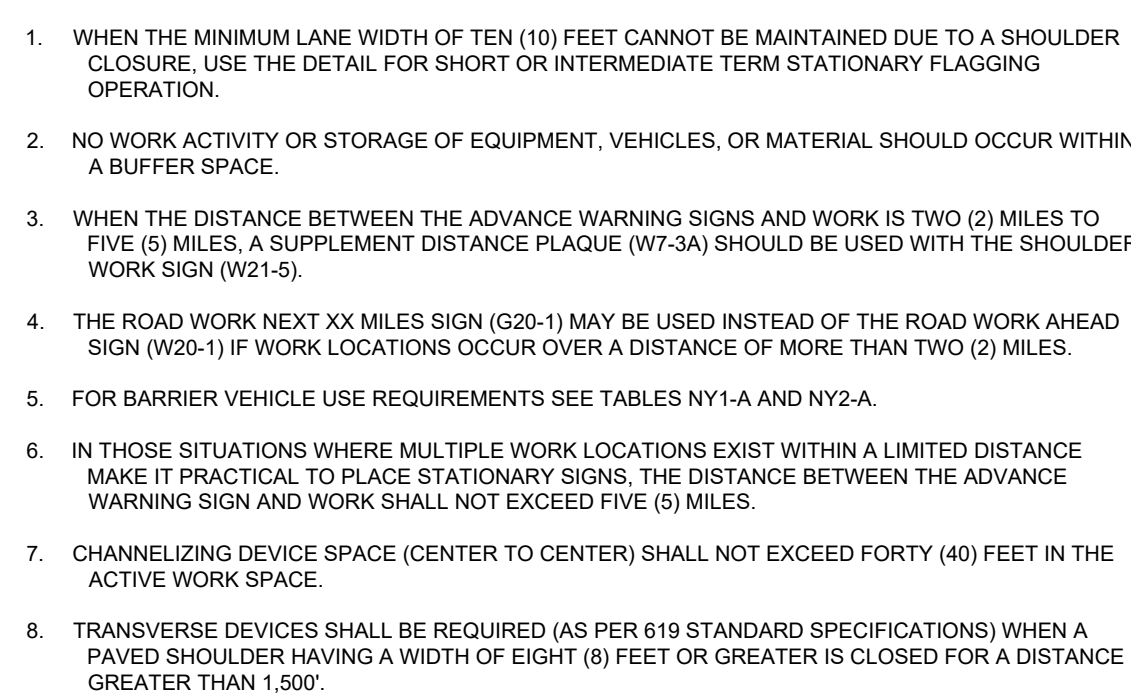 1. WHEN THE MINIMUM LANE WIDTH OF TEN (10) FEET CANNOT BE MAINTAINED DUE TO A SHOULDER
CLOSURE, USE THE DETAIL FOR SHORT OR INTERMEDIATE TERM STATIONARY FLAGGING
OPERATION.
2. NO WORK ACTIVITY OR STORAGE OF EQUIPMENT, VEHICLES, OR MATERIAL SHOULD OCCUR WITHIN
A BUFFER SPACE.
3. WHEN THE DISTANCE BETWEEN THE ADVANCE WARNING SIGNS AND WORK IS TWO (2) MILES TO
FIVE (5) MILES, A SUPPLEMENT DISTANCE PLAQUE (W7-3A) SHOULD BE USED WITH THE SHOULDER
WORK SIGN (W21-5).
4. THE ROAD WORK NEXT XX MILES SIGN (G20-1) MAY BE USED INSTEAD OF THE ROAD WORK AHEAD
SIGN (W20-1) IF WORK LOCATIONS OCCUR OVER A DISTANCE OF MORE THAN TWO (2) MILES.
5. FOR BARRIER VEHICLE USE REQUIREMENTS SEE TABLES NY1-A AND NY2-A.
6. IN THOSE SITUATIONS WHERE MULTIPLE WORK LOCATIONS EXIST WITHIN A LIMITED DISTANCE
MAKE IT PRACTICAL TO PLACE STATIONARY SIGNS, THE DISTANCE BETWEEN THE ADVANCE
WARNING SIGN AND WORK SHALL NOT EXCEED FIVE (5) MILES.
7. CHANNELIZING DEVICE SPACE (CENTER TO CENTER) SHALL NOT EXCEED FORTY (40) FEET IN THE
ACTIVE WORK SPACE.
8. TRANSVERSE DEVICES SHALL BE REQUIRED (AS PER 619 STANDARD SPECIFICATIONS) WHEN A
PAVED SHOULDER HAVING A WIDTH OF EIGHT (8) FEET OR GREATER IS CLOSED FOR A DISTANCE
GREATER THAN 1,500'.